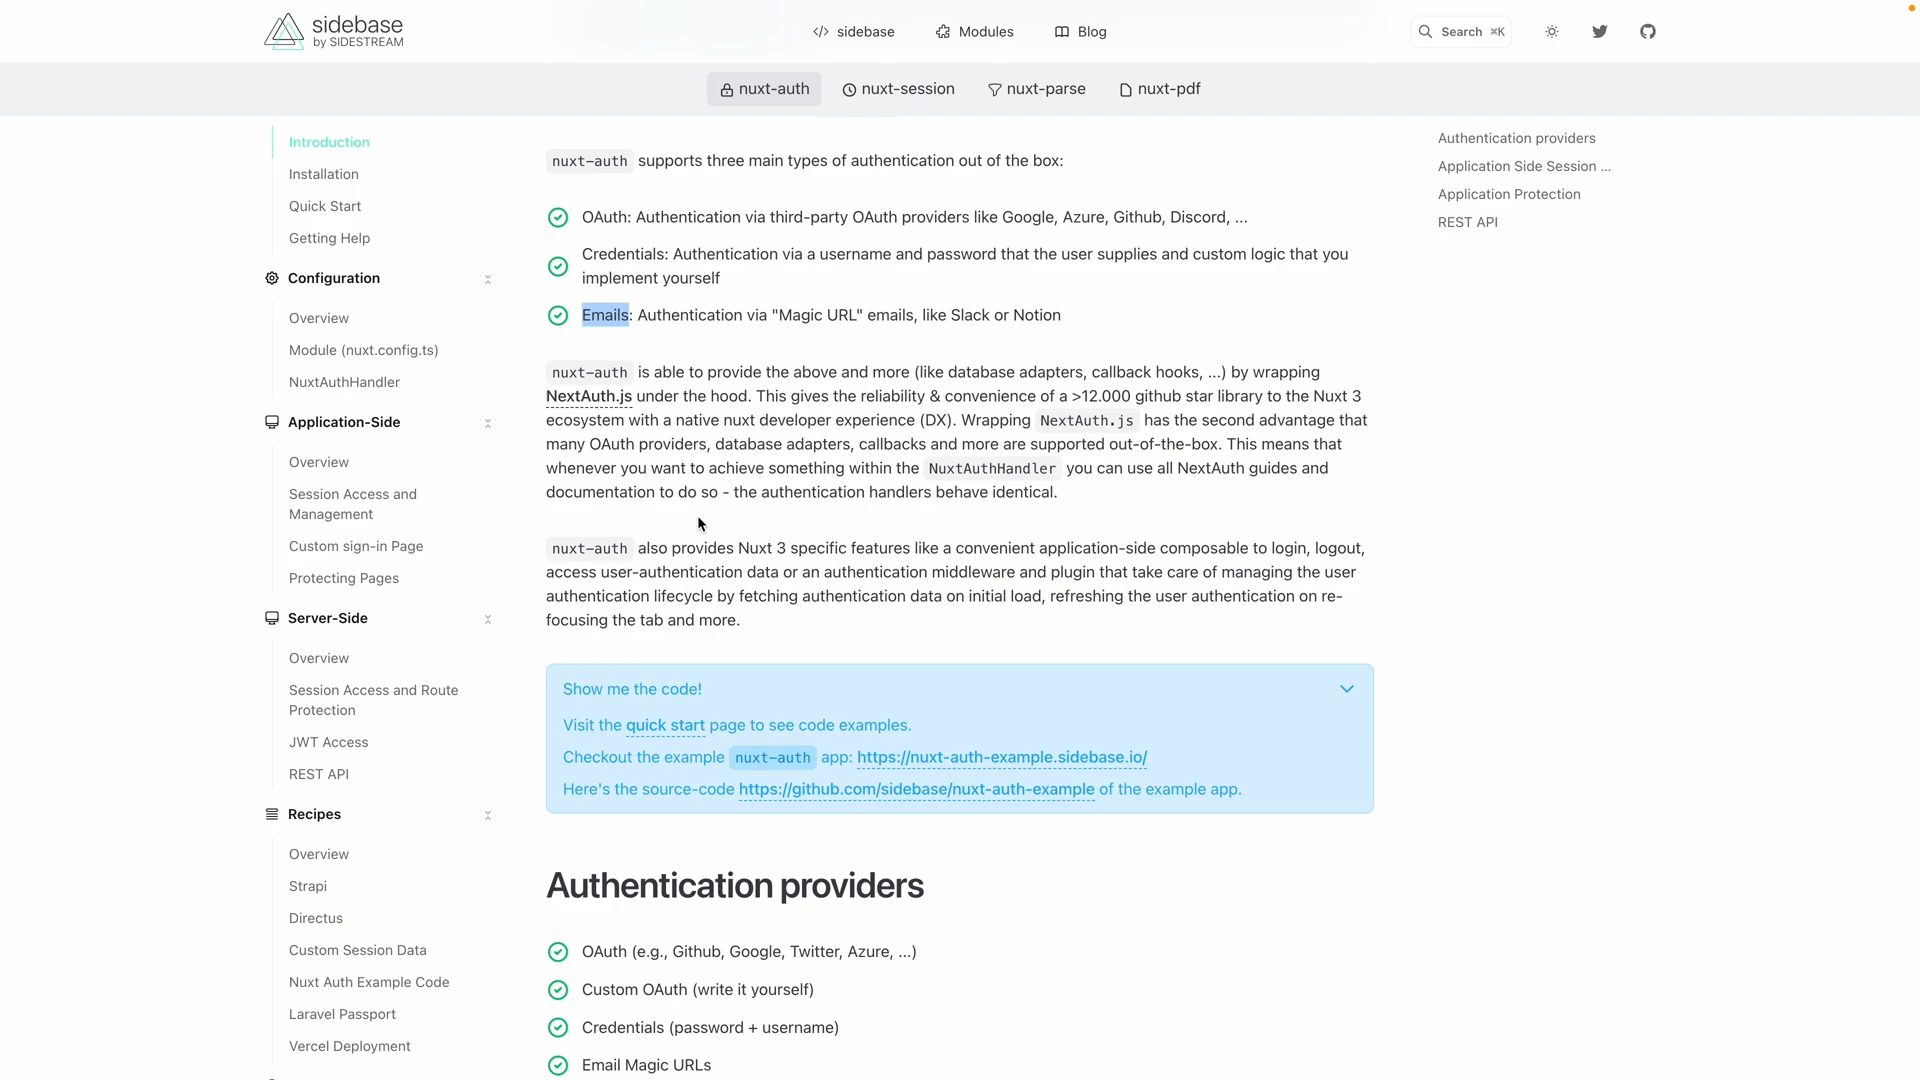 sidebase
by SIDESTREAM
sidebase
Modules
Blog
Search ⌘K
nuxt-auth
nuxt-session
nuxt-parse
nuxt-pdf
Introduction
Installation
Quick Start
Getting Help
Configuration
Overview
Module (nuxt.config.ts)
NuxtAuthHandler
Application-Side
Overview
Session Access and
Management
Custom sign-in Page
Protecting Pages
Server-Side
Overview
Session Access and Route
Protection
JWT Access
REST API
Recipes
Overview
Strapi
Directus
Custom Session Data
Nuxt Auth Example Code
Laravel Passport
Vercel Deployment
nuxt-auth supports three main types of authentication out of the box:
OAuth: Authentication via third-party OAuth providers like Google, Azure, Github, Discord, ...
Credentials: Authentication via a username and password that the user supplies and custom logic that you
implement yourself
Emails: Authentication via "Magic URL" emails, like Slack or Notion
nuxt-auth is able to provide the above and more (like database adapters, callback hooks, ...) by wrapping
NextAuth.js under the hood. This gives the reliability & convenience of a >12.000 github star library to the Nuxt 3
ecosystem with a native nuxt developer experience (DX). Wrapping NextAuth.js has the second advantage that
many OAuth providers, database adapters, callbacks and more are supported out-of-the-box. This means that
whenever you want to achieve something within the NuxtAuthHandler you can use all NextAuth guides and
documentation to do so - the authentication handlers behave identical.
nuxt-auth also provides Nuxt 3 specific features like a convenient application-side composable to login, logout,
access user-authentication data or an authentication middleware and plugin that take care of managing the user
authentication lifecycle by fetching authentication data on initial load, refreshing the user authentication on re-
focusing the tab and more.
Show me the code!
Visit the quick start page to see code examples.
Checkout the example nuxt-auth app: https://nuxt-auth-example.sidebase.io/
Here's the source-code https://github.com/sidebase/nuxt-auth-example of the example app.
Authentication providers
OAuth (e.g., Github, Google, Twitter, Azure, ...)
Custom OAuth (write it yourself)
Credentials (password + username)
Email Magic URLs
Authentication providers
Application Side Session ...
Application Protection
REST API